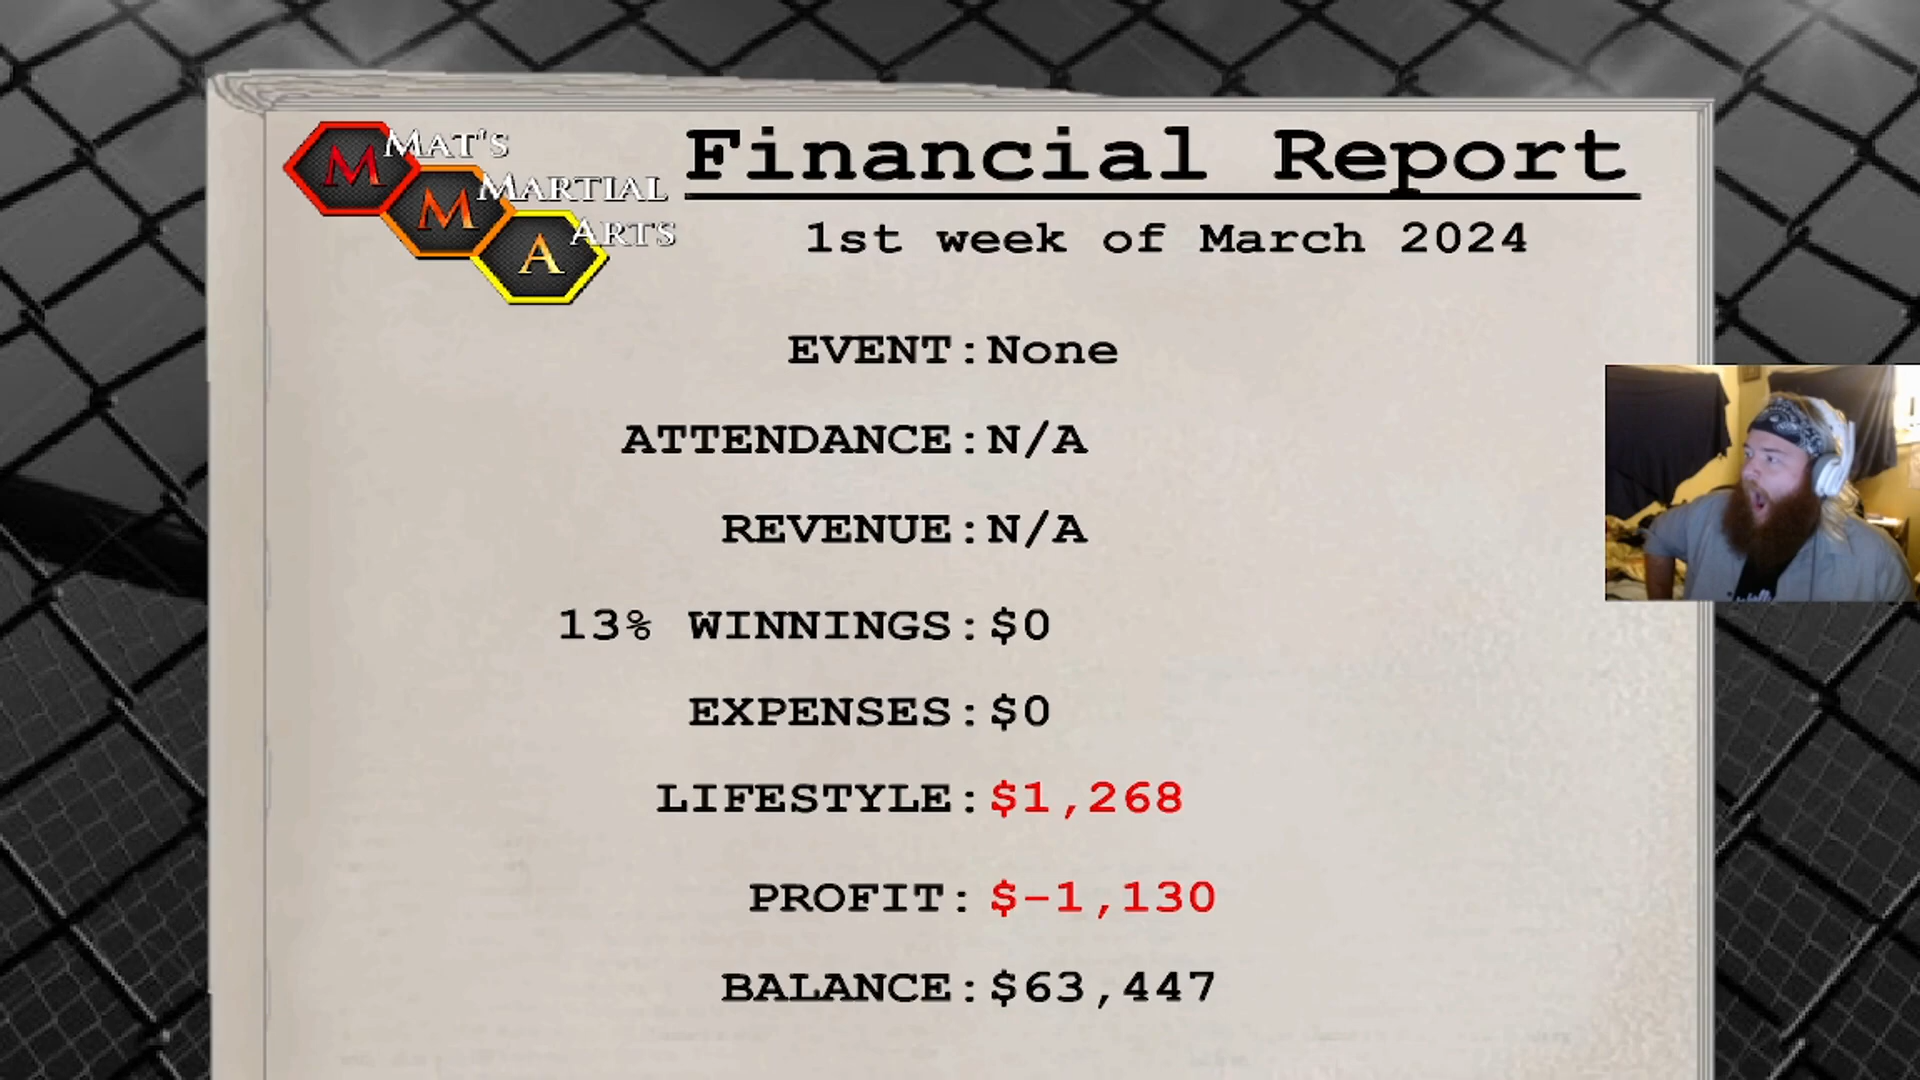 M MAT'S
M MARTIAL
A ARTS
Financial Report
1st week of March 2024
EVENT: None
ATTENDANCE: N/A
REVENUE: N/A
13% WINNINGS: $0
EXPENSES: $0
LIFESTYLE: $1,268
PROFIT: $-1,130
BALANCE: $63,447